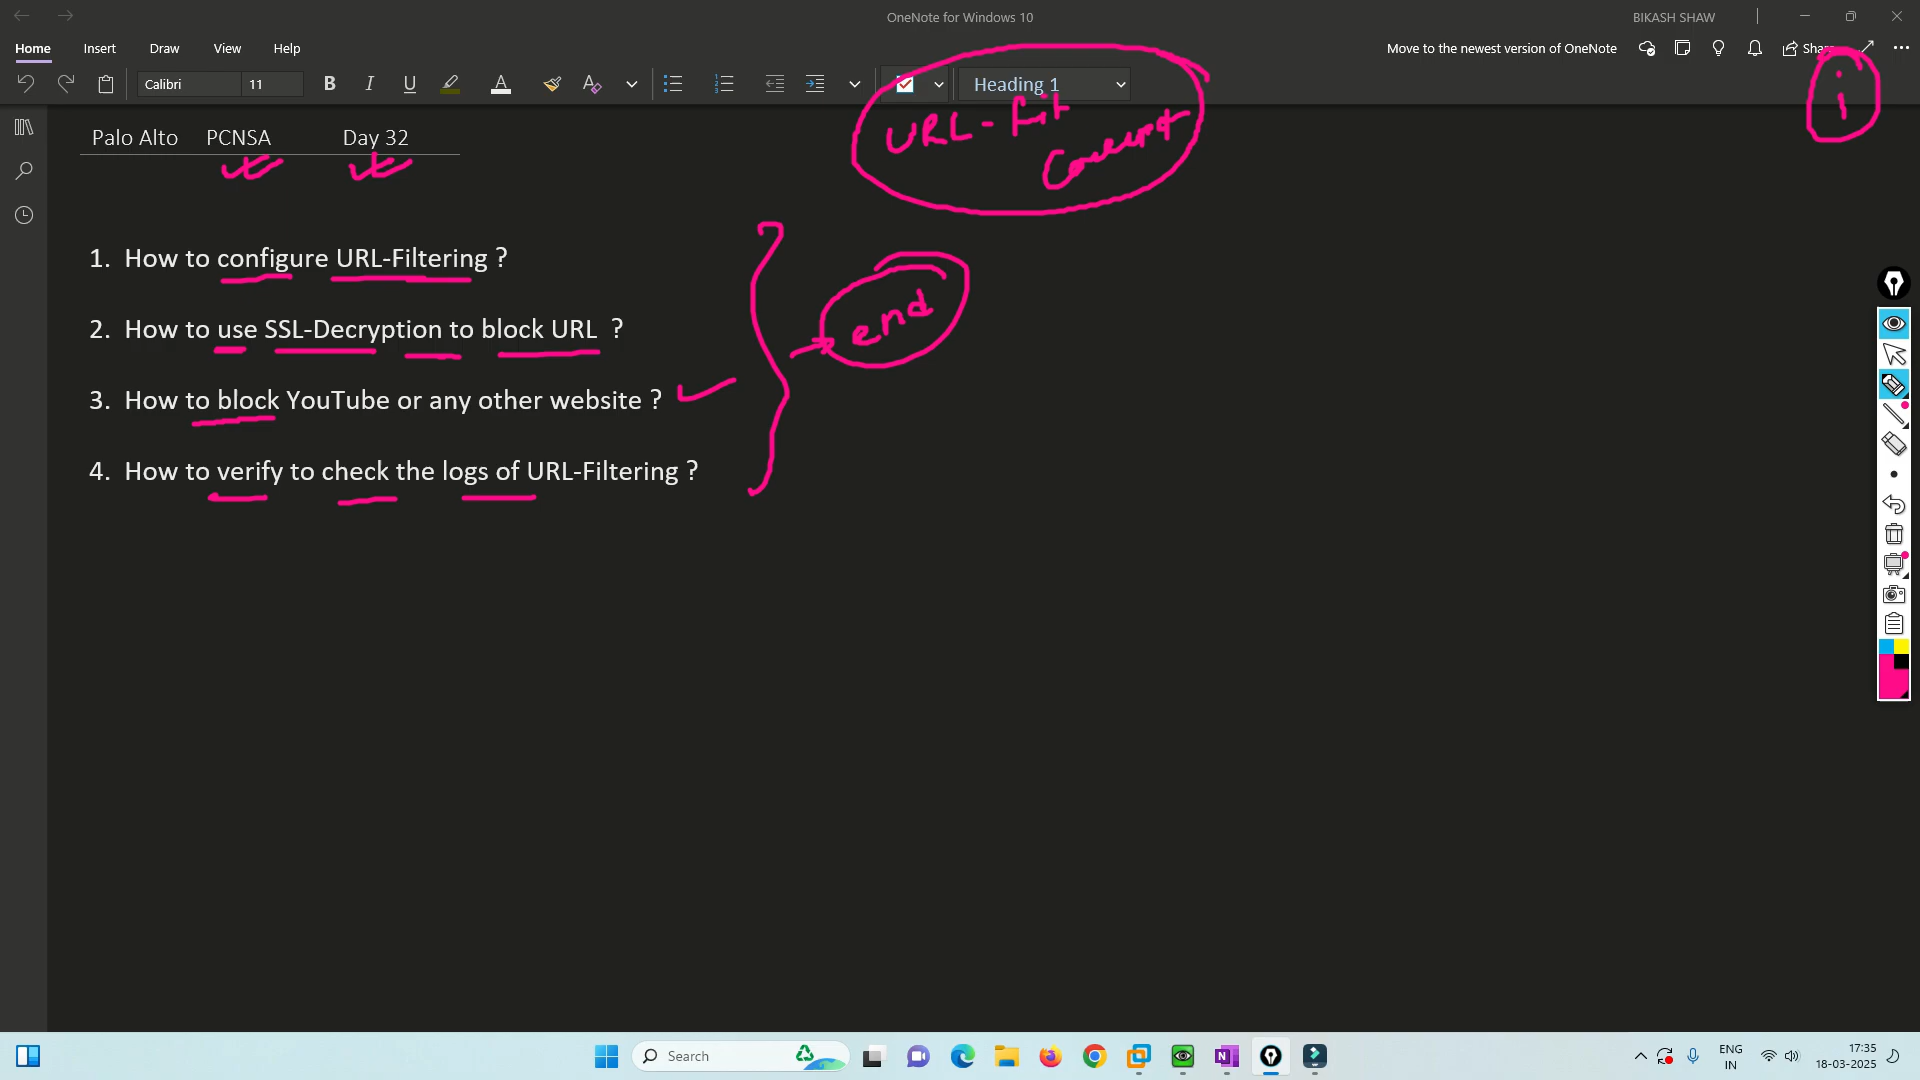 OneNote for Windows 10
BIKASH SHAW
Home Insert Draw View Help
Move to the newest version of OneNote
Calibri 11 B I U A Heading 1
Palo Alto PCNSA Day 32
URL - Fil
i
1. How to configure URL-Filtering ?
2. How to use SSL-Decryption to block URL ?
end
3. How to block YouTube or any other website ?
4. How to verify to check the logs of URL-Filtering ?
Search
ENG
IN
17:35
18-03-2025